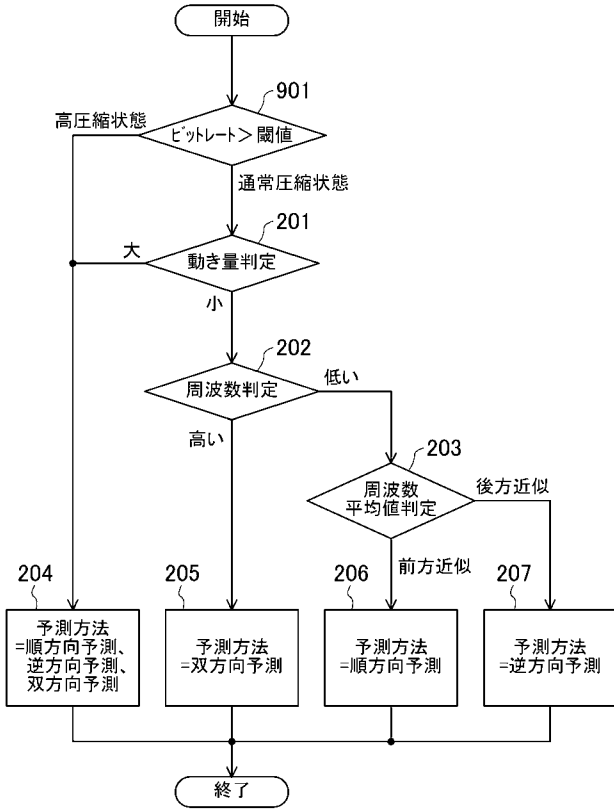 開始
901
高圧縮状態
ﾋﾞｯﾄﾚｰﾄ＞閾値
通常圧縮状態
201
大
動き量判定
小
202
周波数判定
低い
高い
203
周波数
平均値判定
後方近似
前方近似
204
205
206
207
予測方法
=順方向予測、
逆方向予測、
双方向予測
予測方法
=双方向予測
予測方法
=順方向予測
予測方法
=逆方向予測
終了